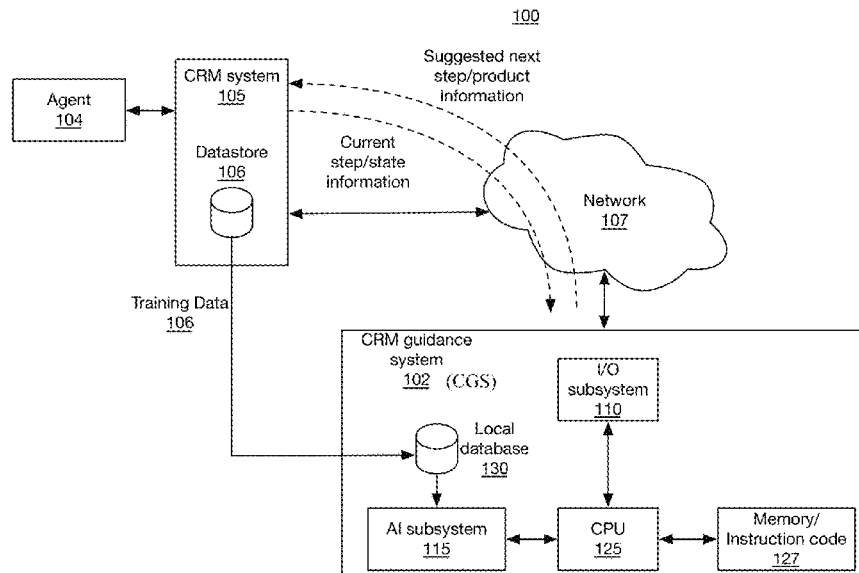 100
Suggested next
step/product
information
CRM system
105
Agent
104
Datastore
106
Current
step/state
information
Network
107
Training Data
106
CRM guidance
system
102 (CGS)
I/O
subsystem
110
Local
database
130
AI subsystem
115
CPU
125
Memory/
Instruction code
127